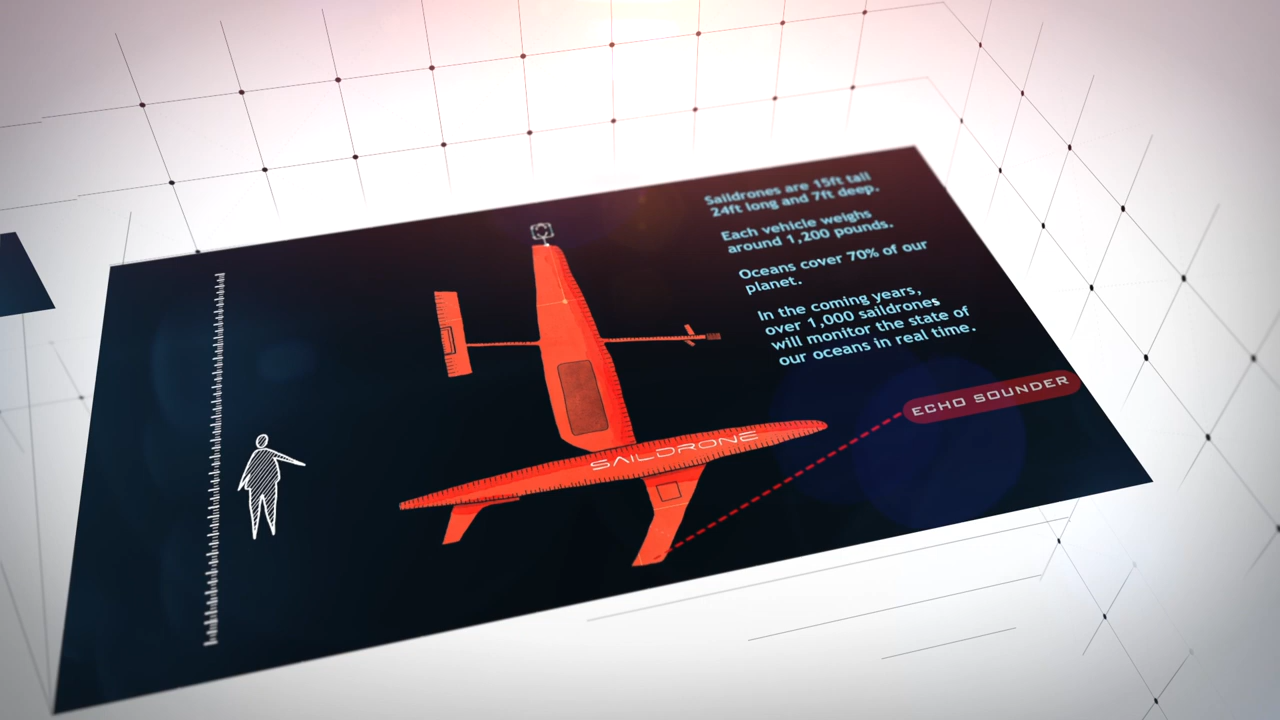 Saildrones are 15ft tall
24ft long and 7ft deep.
Each vehicle weighs
around 1,200 pounds.
Oceans cover 70% of our
planet.
In the coming years,
over 1,000 saildrones
will monitor the state of
our oceans in real time.
ECHO SOUNDER
SAILDRONE